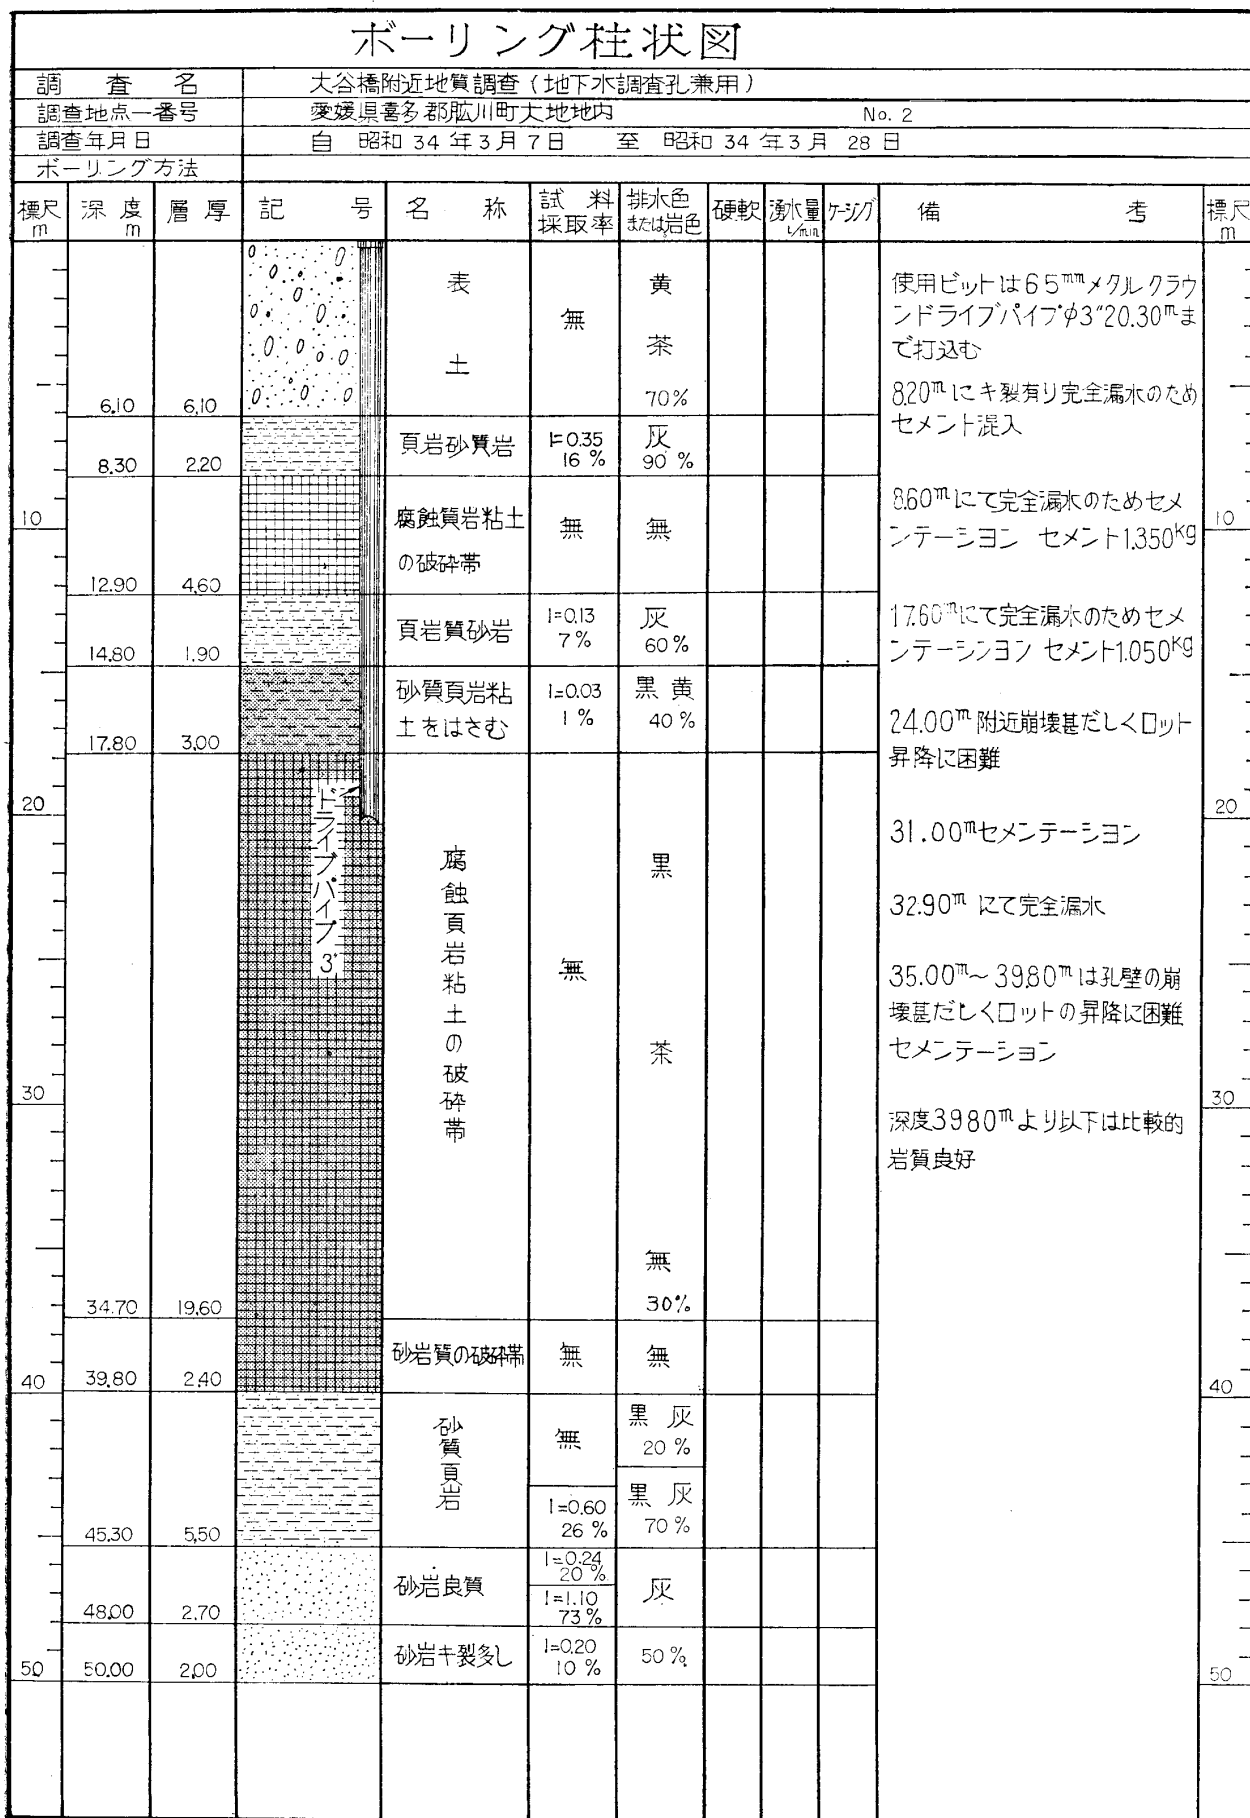 ボーリング柱状図
調査名 大谷橋附近地質調査(地下水調査孔兼用)
調査地点一番号 愛媛県喜多郡肱川町大地地内 No. 2
調査年月日 自 昭和 34 年 3 月 7 日 至 昭和 34 年 3 月 28 日
ボーリング方法
標尺 m 深度 m 層厚 記号 名称 試料採取率 排水色または岩色 硬軟 湧水量 l/min ケーシング 備考 標尺 m
表土 無 黄茶 70%
6.10 6.10
頁岩砂質岩 l=0.35 16% 灰 90%
8.30 2.20
10
腐蝕質岩粘土
の破砕帯 無 無
12.90 4.60
頁岩質砂岩 l=0.13 7% 灰 60%
14.80 1.90
砂質頁岩粘
土をはさむ l=0.03 1% 黒黄 40%
17.80 3.00
20
ドライブパイプ3"
腐蝕頁岩粘土の破砕帯 無 黒茶
30
無 30%
34.70 19.60
砂岩質の破砕帯 無 無
40 39.80 2.40
砂質頁岩 無 黒灰 20%
l=0.60 26% 黒灰 70%
45.30 5.50
砂岩良質 l=0.24 20% 灰
l=1.10 73%
48.00 2.70
砂岩キ裂多し l=0.20 10% 50%
50 50.00 2.00
使用ビットは65mmメタルクラウ
ンドライブパイプφ3"20.30mま
で打込む
8.20mにキ裂有り完全漏水のため
セメント混入
8.60mにて完全漏水のためセメ
ンテーション セメント1.350kg
17.60mにて完全漏水のためセメ
ンテーシンヨン セメント1.050kg
24.00m附近崩壊甚だしくロット
昇降に困難
31.00mセメンテーション
32.90mにて完全漏水
35.00m〜39.80mは孔壁の崩
壊甚だしくロットの昇降に困難
セメンテーション
深度39.80mより以下は比較的
岩質良好
10
20
30
40
50